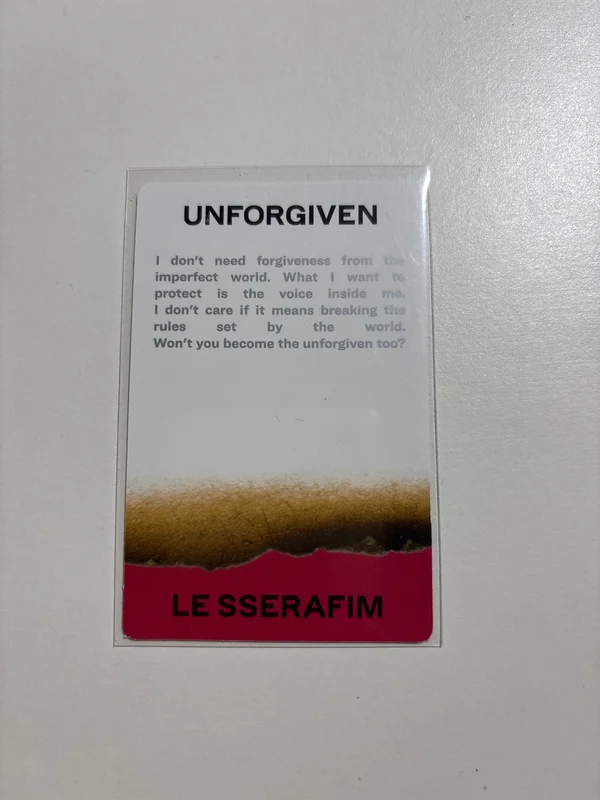 UNFORGIVEN
I don't need forgiveness from the
imperfect world. What I want to
protect is the voice inside me.
I don't care if it means breaking the
rules set by the world.
Won't you become the unforgiven too?
LE SSERAFIM